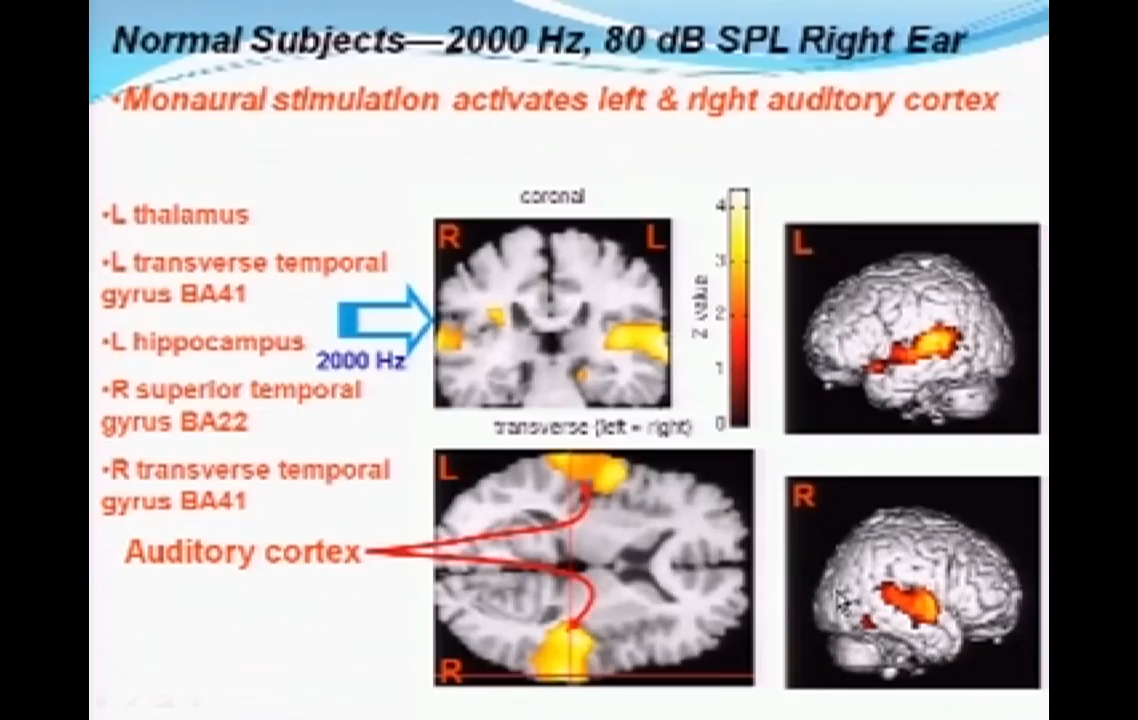 Normal Subjects—2000 Hz, 80 dB SPL Right Ear
•Monaural stimulation activates left & right auditory cortex
•L thalamus
•L transverse temporal
gyrus BA41
•L hippocampus
•R superior temporal
gyrus BA22
•R transverse temporal
gyrus BA41
Auditory cortex
2000 Hz
coronal
R
L
4
3
2
1
0
Z value
transverse (left = right)
L
R
L
R